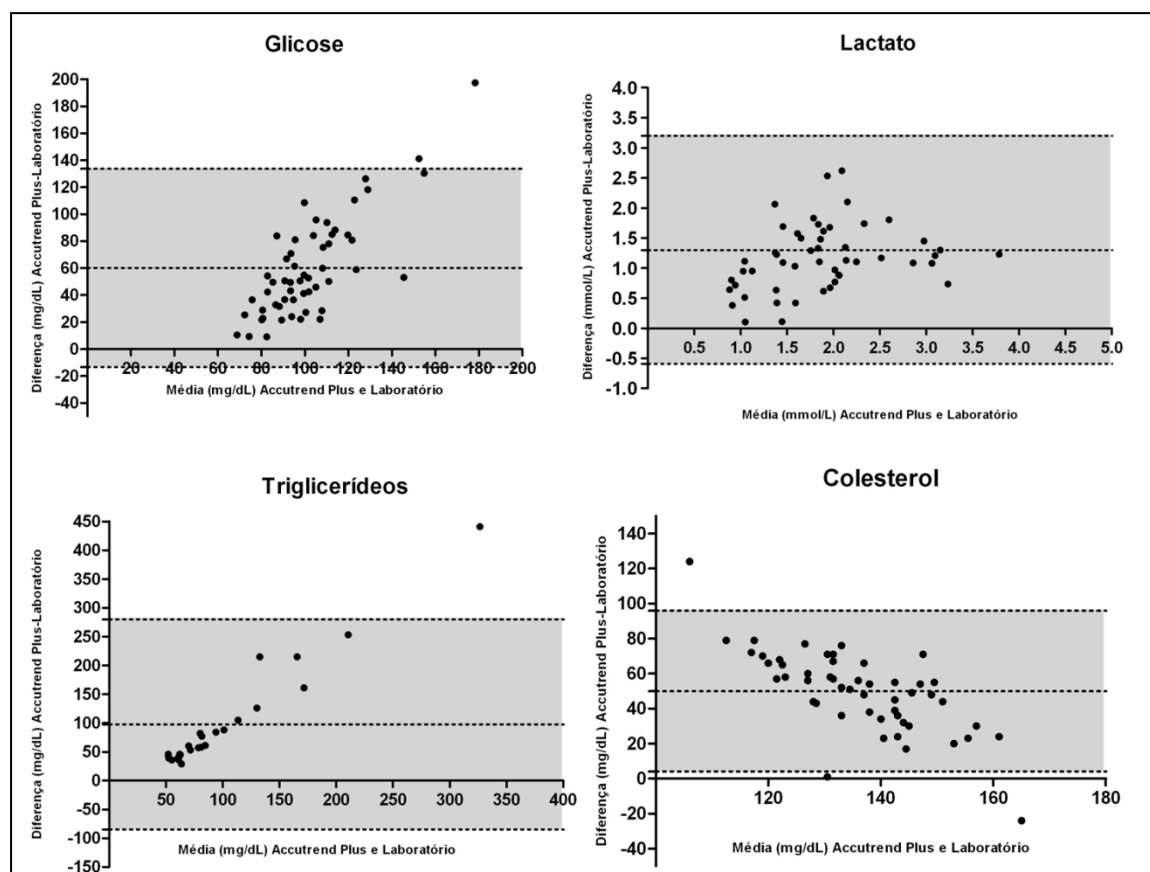 Glicose
Diferença (mg/dL) Accutrend Plus-Laboratório
200
180
160
140
120
100
80
60
40
20
0
-20
-40
20 40 60 80 100 120 140 160 180 200
Média (mg/dL) Accutrend Plus e Laboratório
Lactato
Diferença (mmol/L) Accutrend Plus-Laboratório
4.0
3.5
3.0
2.5
2.0
1.5
1.0
0.5
0.0
-0.5
-1.0
0.5 1.0 1.5 2.0 2.5 3.0 3.5 4.0 4.5 5.0
Média (mmol/L) Accutrend Plus e Laboratório
Triglicerídeos
Diferença (mg/dL) Accutrend Plus-Laboratório
450
400
350
300
250
200
150
100
50
0
-50
-100
-150
50 100 150 200 250 300 350 400
Média (mg/dL) Accutrend Plus e Laboratório
Colesterol
Diferença (mg/dL) Accutrend Plus-Laboratório
140
120
100
80
60
40
20
0
-20
-40
120 140 160 180
Média (mg/dL) Accutrend Plus e Laboratório